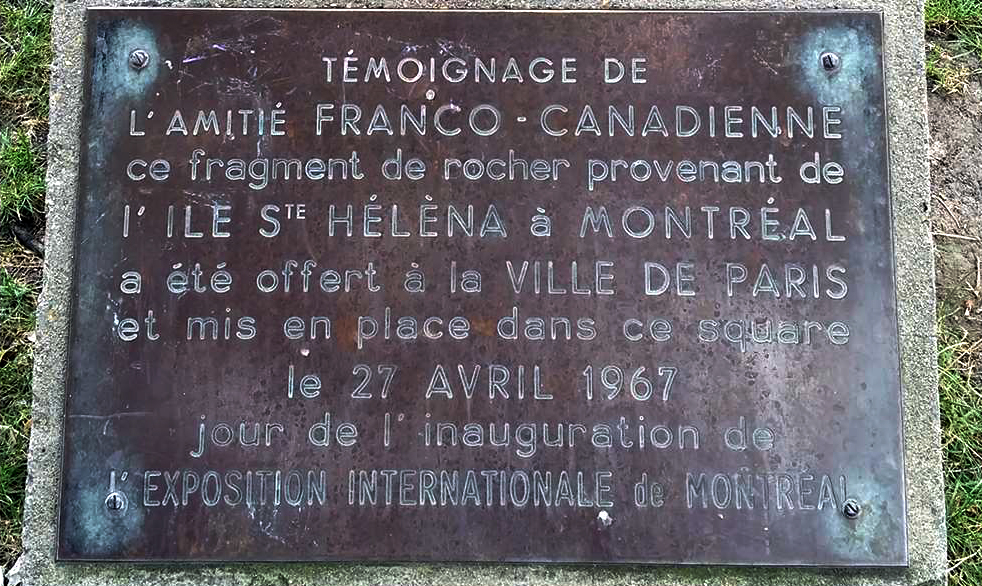 TÉMOIGNAGE DE
L'AMITIÉ FRANCO-CANADIENNE
ce fragment de rocher provenant de
l'ILE STE HÉLÈNA à MONTRÉAL
a été offert à la VILLE DE PARIS
et mis en place dans ce square
le 27 AVRIL 1967
jour de l'inauguration de
L'EXPOSITION INTERNATIONALE de MONTRÉAL